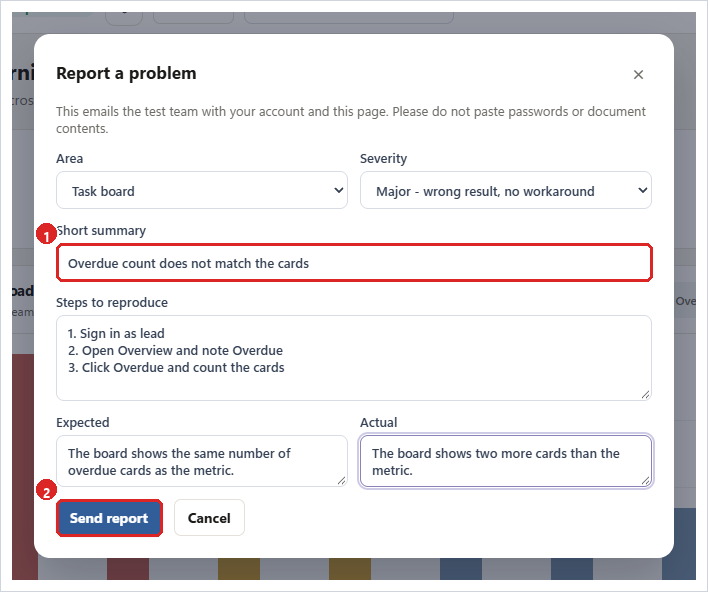 Report a problem
×
This emails the test team with your account and this page. Please do not paste passwords or document
contents.
Area
Severity
Task board
Major - wrong result, no workaround
1
Short summary
Overdue count does not match the cards
Steps to reproduce
1. Sign in as lead
2. Open Overview and note Overdue
3. Click Overdue and count the cards
Expected
Actual
The board shows the same number of
overdue cards as the metric.
The board shows two more cards than the
metric.
2
Send report
Cancel